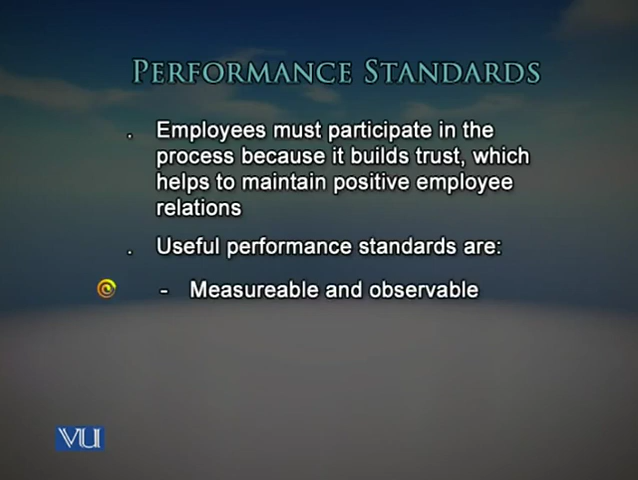 PERFORMANCE STANDARDS
. Employees must participate in the
process because it builds trust, which
helps to maintain positive employee
relations
. Useful performance standards are:
- Measureable and observable
VU